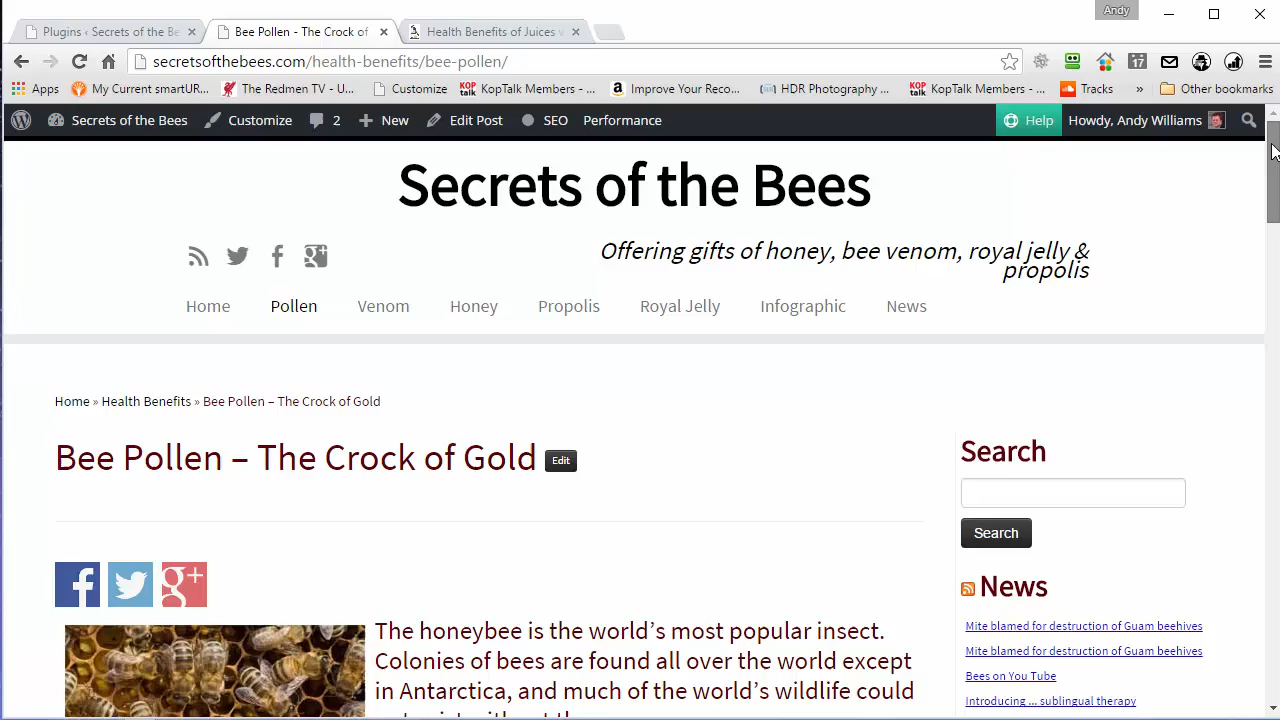 Andy
Plugins ‹ Secrets of the Be
Bee Pollen - The Crock of
Health Benefits of Juices v
secretsofthebees.com/health-benefits/bee-pollen/
17
Apps
My Current smartUR...
The Redmen TV - U...
Customize
KOP talk KopTalk Members - ...
Improve Your Reso...
HDR Photography ...
KOP talk KopTalk Members - ...
Tracks
»
Other bookmarks
Secrets of the Bees
Customize
2
New
Edit Post
SEO
Performance
Help
Howdy, Andy Williams
Secrets of the Bees
Offering gifts of honey, bee venom, royal jelly &
propolis
Home
Pollen
Venom
Honey
Propolis
Royal Jelly
Infographic
News
Home » Health Benefits » Bee Pollen – The Crock of Gold
Bee Pollen – The Crock of Gold
Edit
The honeybee is the world’s most popular insect.
Colonies of bees are found all over the world except
in Antarctica, and much of the world’s wildlife could
Search
Search
News
Mite blamed for destruction of Guam beehives
Mite blamed for destruction of Guam beehives
Bees on You Tube
Introducing ... sublingual therapy